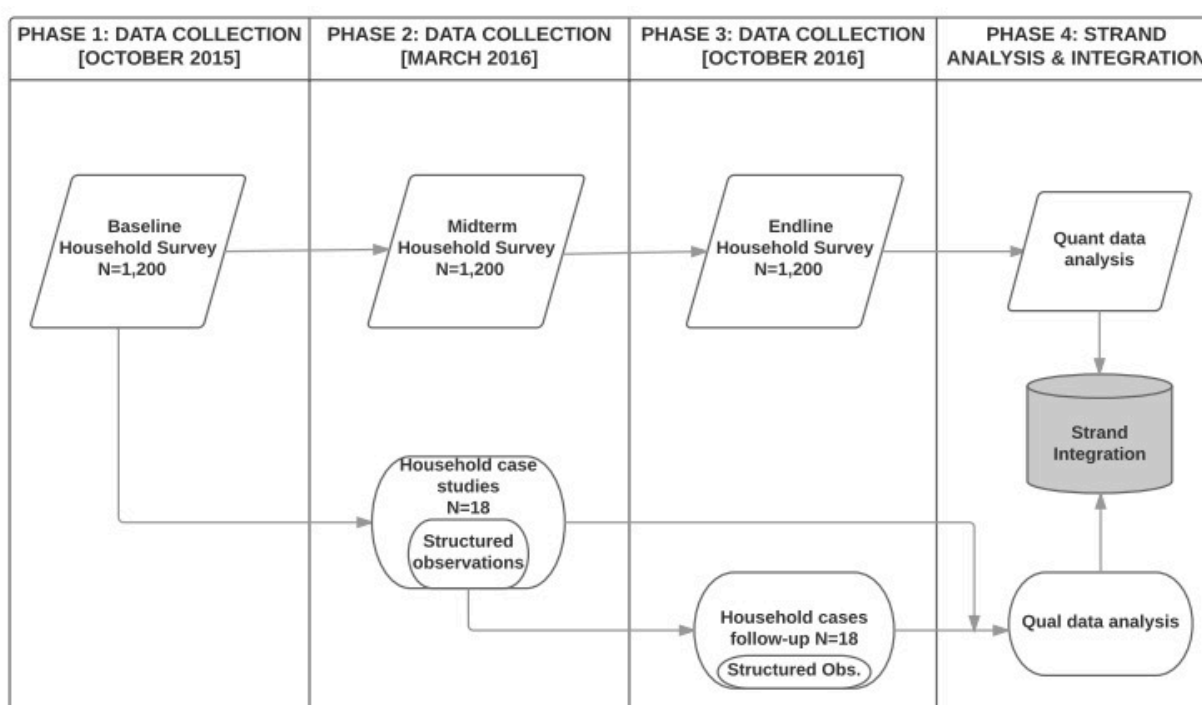 PHASE 1: DATA COLLECTION
[OCTOBER 2015]
PHASE 2: DATA COLLECTION
[MARCH 2016]
PHASE 3: DATA COLLECTION
[OCTOBER 2016]
PHASE 4: STRAND
ANALYSIS & INTEGRATION
Baseline
Household Survey
N=1,200
Midterm
Household Survey
N=1,200
Endline
Household Survey
N=1,200
Quant data
analysis
Strand
Integration
Household case
studies
N=18
Structured
observations
Household cases
follow-up N=18
Structured Obs.
Qual data analysis